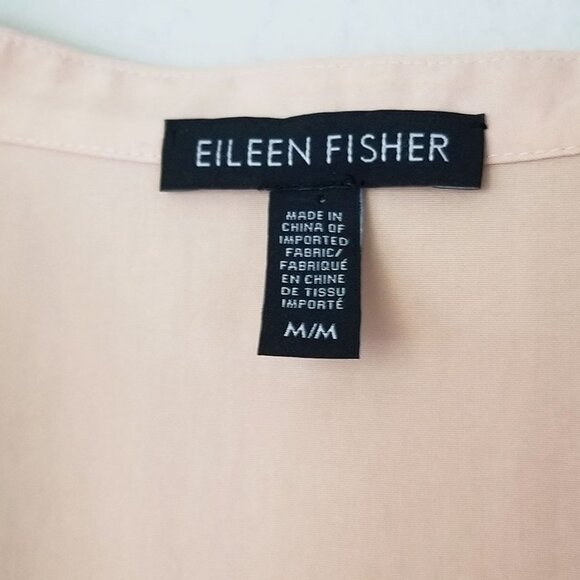 EILEEN FISHER
MADE IN
CHINA OF
IMPORTED
FABRIC/
FABRIQUÉ
EN CHINE
DE TISSU
IMPORTÉ
M/M